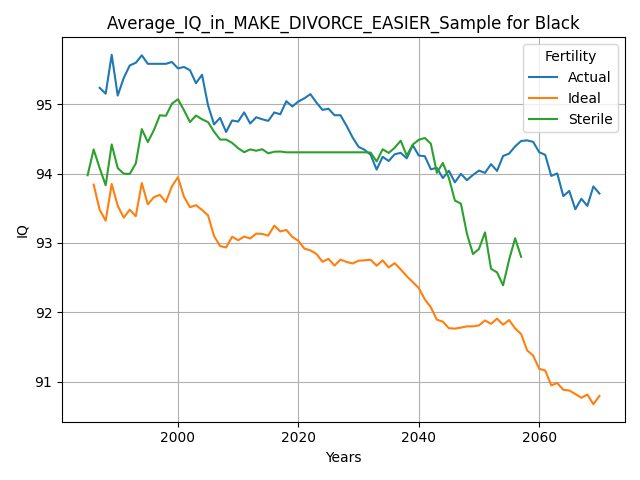 Average_IQ_in_MAKE_DIVORCE_EASIER_Sample for Black
Fertility
Actual
Ideal
Sterile
IQ
95
94
93
92
91
2000 2020 2040 2060
Years